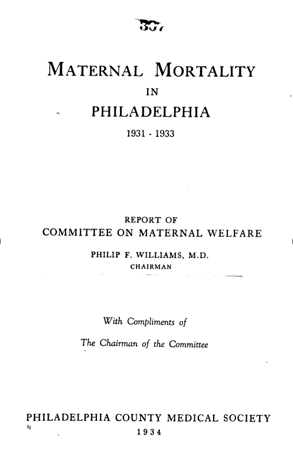 MATERNAL MORTALITY
IN
PHILADELPHIA
1931 - 1933
REPORT OF
COMMITTEE ON MATERNAL WELFARE
PHILIP F. WILLIAMS, M.D.
CHAIRMAN
With Compliments of
The Chairman of the Committee
PHILADELPHIA COUNTY MEDICAL SOCIETY
1934